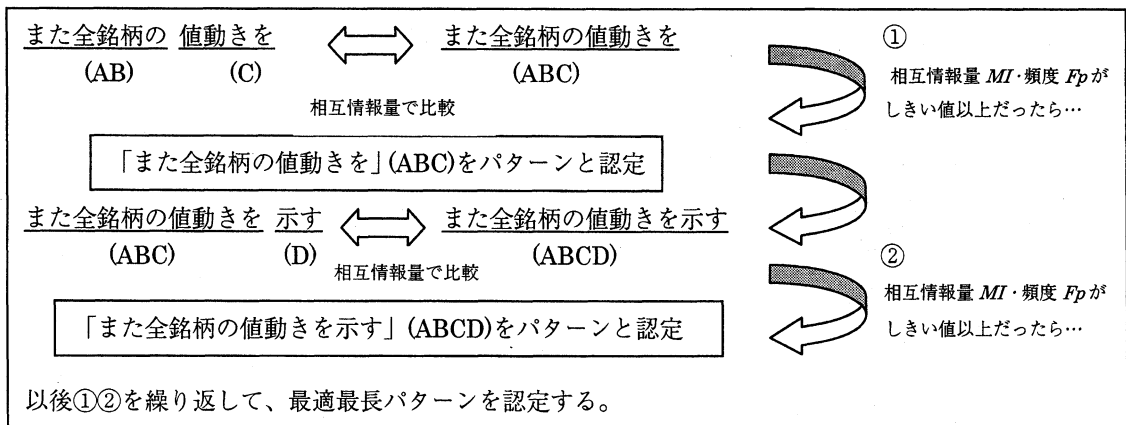 また全銘柄の 値動きを また全銘柄の値動きを
(AB) (C) (ABC)
相互情報量で比較
①
相互情報量 MI・頻度 Fp が
しきい値以上だったら…
「また全銘柄の値動きを」(ABC)をパターンと認定
また全銘柄の値動きを 示す また全銘柄の値動きを示す
(ABC) (D) (ABCD)
相互情報量で比較
②
相互情報量 MI・頻度 Fp が
しきい値以上だったら…
「また全銘柄の値動きを示す」(ABCD)をパターンと認定
以後①②を繰り返して、最適最長パターンを認定する。